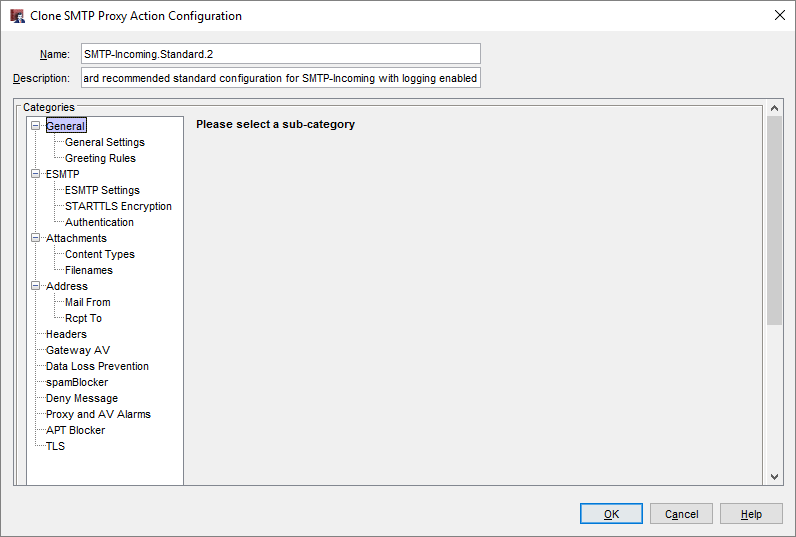 Clone SMTP Proxy Action Configuration
Name: SMTP-Incoming.Standard.2
Description: ard recommended standard configuration for SMTP-Incoming with logging enabled
Categories
General
Please select a sub-category
General Settings
Greeting Rules
ESMTP
ESMTP Settings
STARTTLS Encryption
Authentication
Attachments
Content Types
Filenames
Address
Mail From
Rcpt To
Headers
Gateway AV
Data Loss Prevention
spamBlocker
Deny Message
Proxy and AV Alarms
APT Blocker
TLS
OK Cancel Help